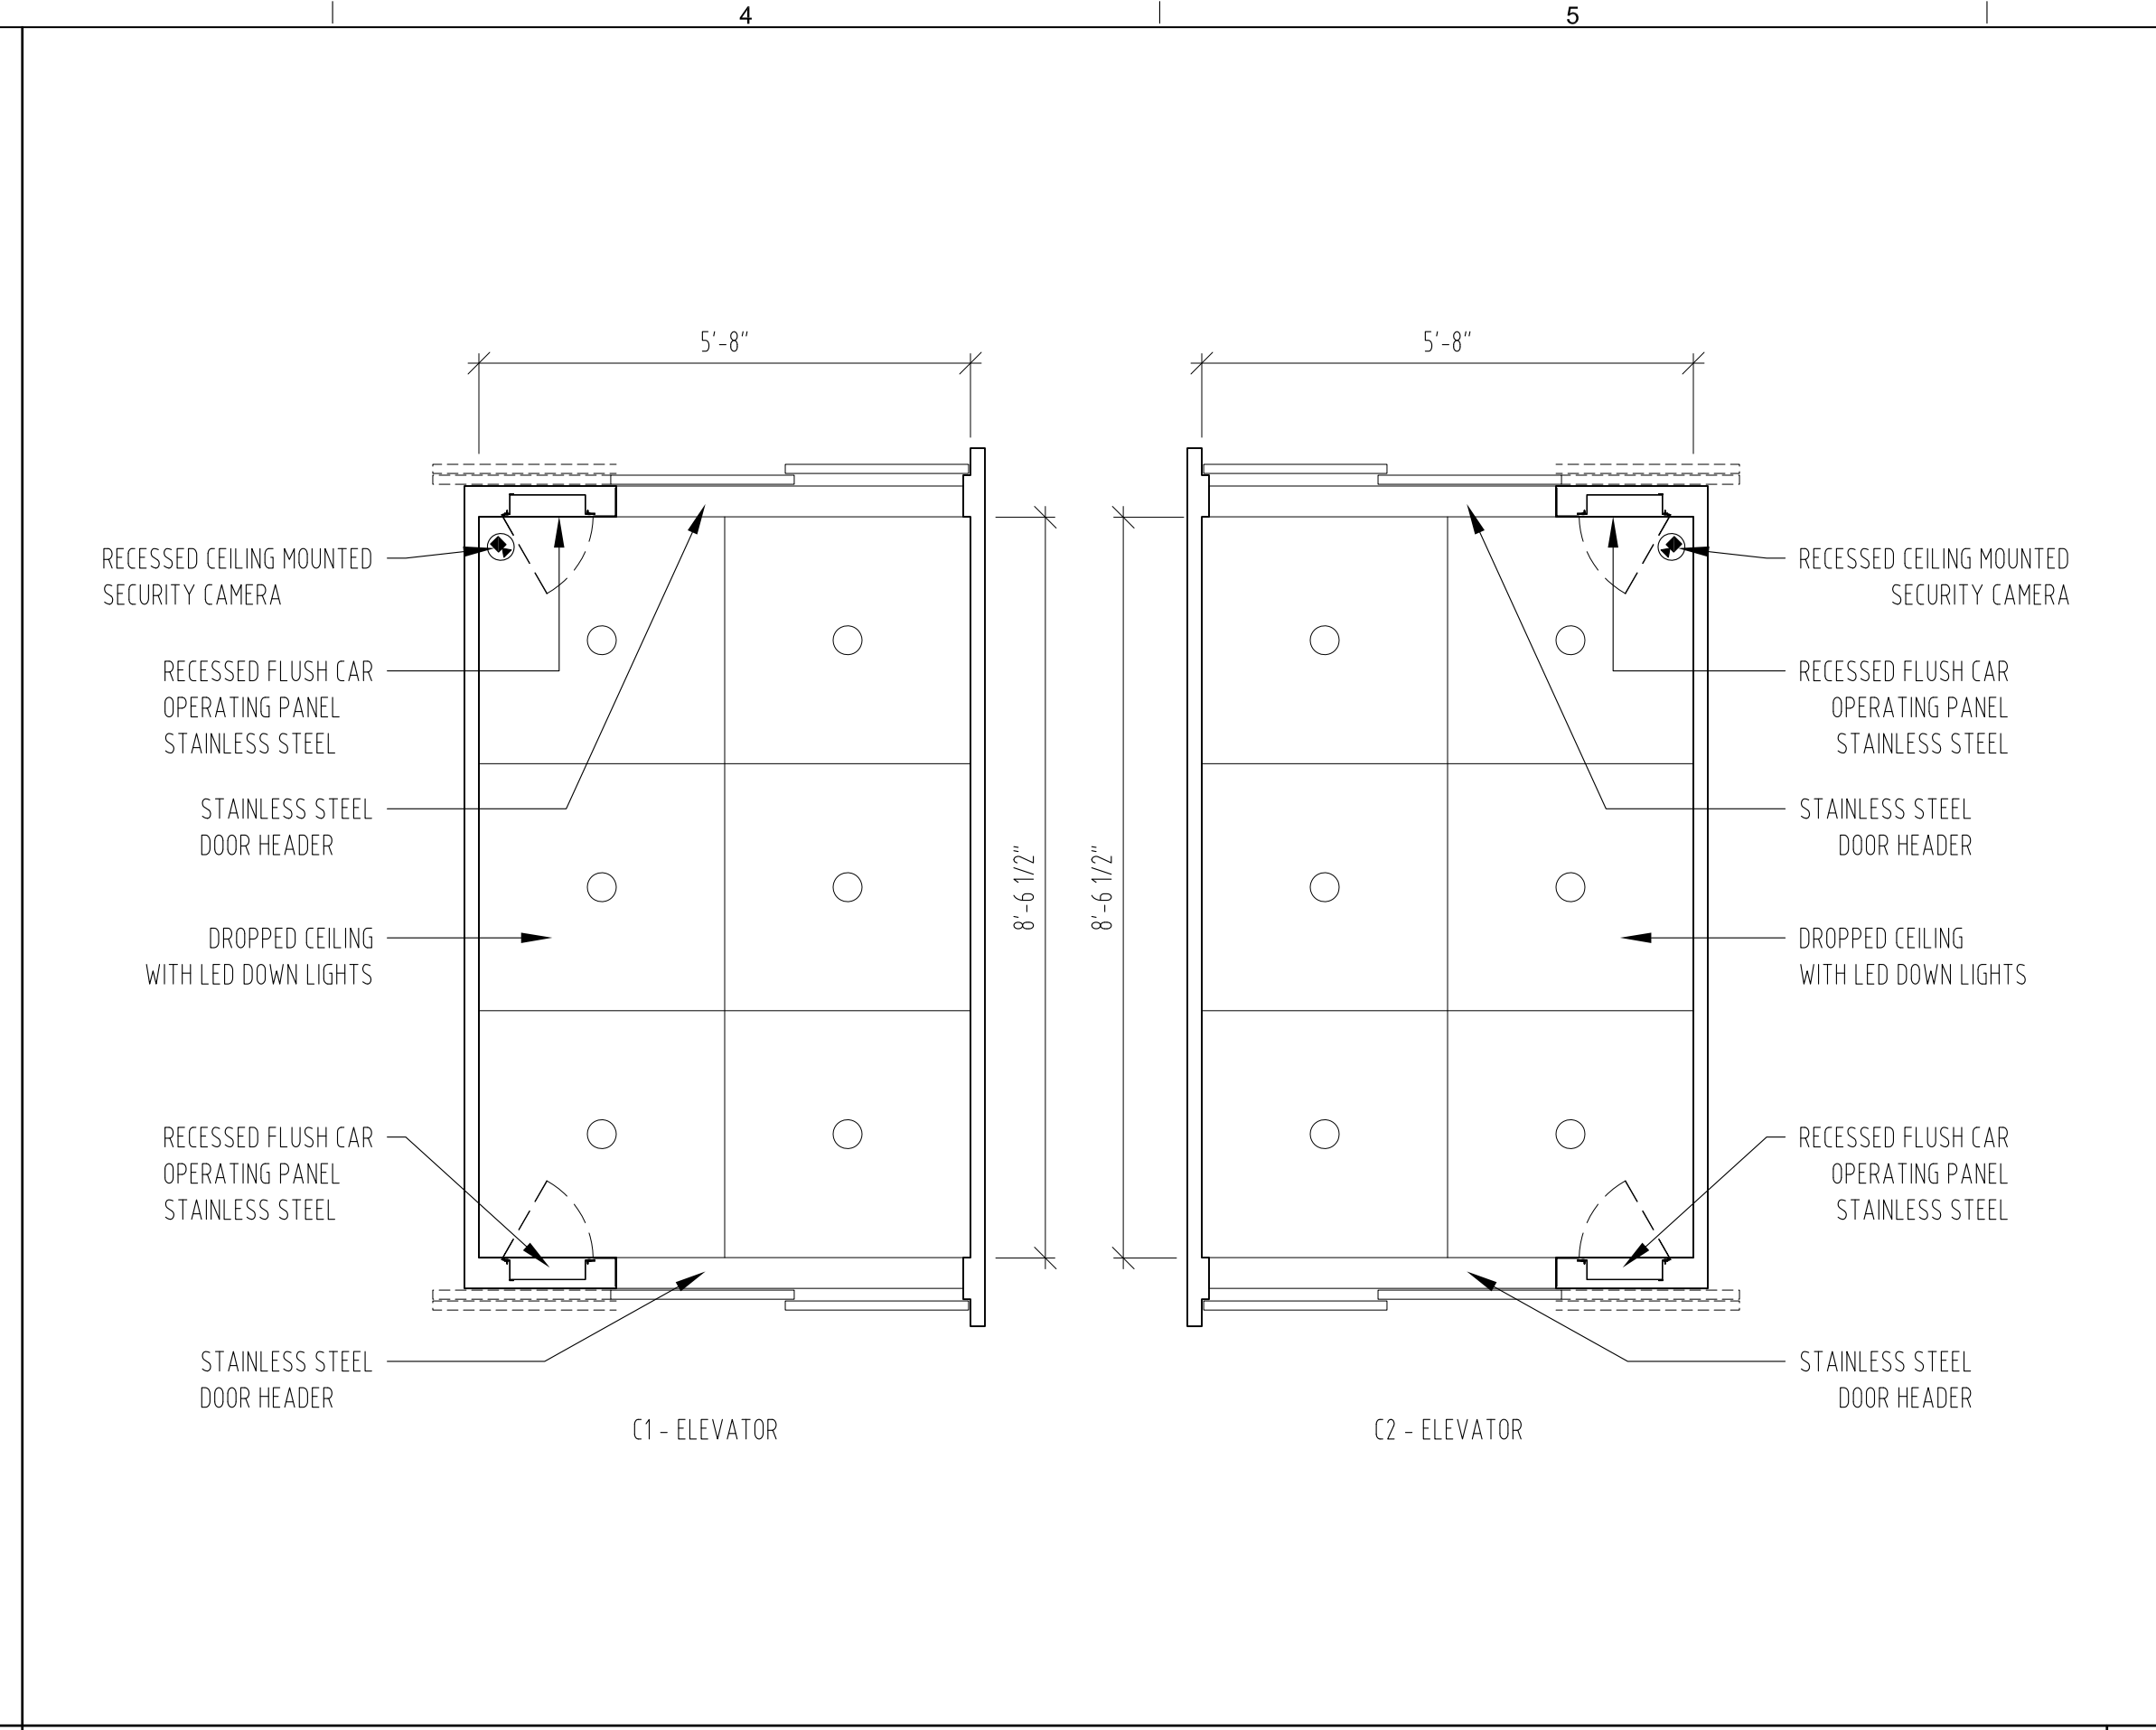 4
5
5'-8"
5'-8"
RECESSED CEILING MOUNTED
SECURITY CAMERA
RECESSED FLUSH CAR
OPERATING PANEL
STAINLESS STEEL
STAINLESS STEEL
DOOR HEADER
DROPPED CEILING
WITH LED DOWN LIGHTS
RECESSED FLUSH CAR
OPERATING PANEL
STAINLESS STEEL
STAINLESS STEEL
DOOR HEADER
8'-6 1/2"
8'-6 1/2"
RECESSED CEILING MOUNTED
SECURITY CAMERA
RECESSED FLUSH CAR
OPERATING PANEL
STAINLESS STEEL
STAINLESS STEEL
DOOR HEADER
DROPPED CEILING
WITH LED DOWN LIGHTS
RECESSED FLUSH CAR
OPERATING PANEL
STAINLESS STEEL
STAINLESS STEEL
DOOR HEADER
C1 - ELEVATOR
C2 - ELEVATOR